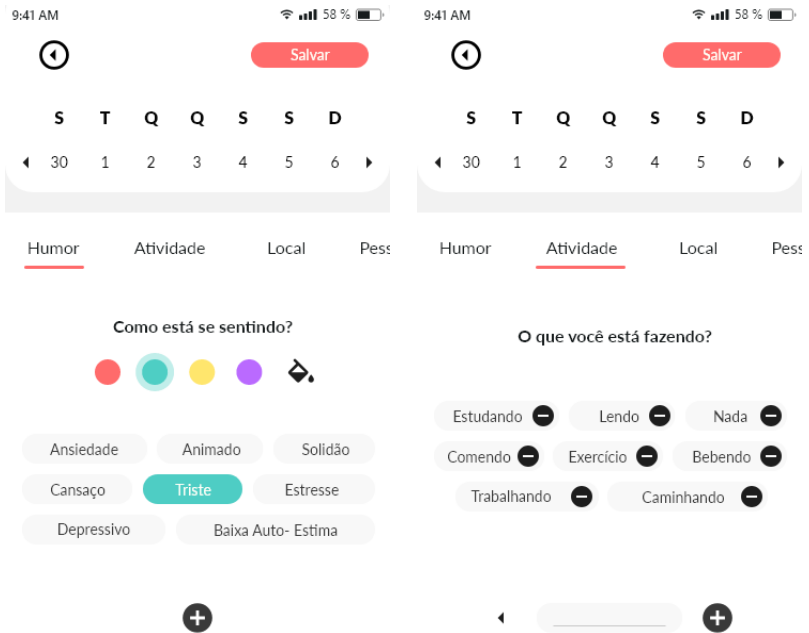 9:41 AM 58 %
Salvar
S T Q Q S S D
30 1 2 3 4 5 6
Humor Atividade Local Pess
Como está se sentindo?
Ansiedade Animado Solidão
Cansaço Triste Estresse
Depressivo Baixa Auto- Estima
9:41 AM 58 %
Salvar
S T Q Q S S D
30 1 2 3 4 5 6
Humor Atividade Local Pess
O que você está fazendo?
Estudando Lendo Nada
Comendo Exercício Bebendo
Trabalhando Caminhando